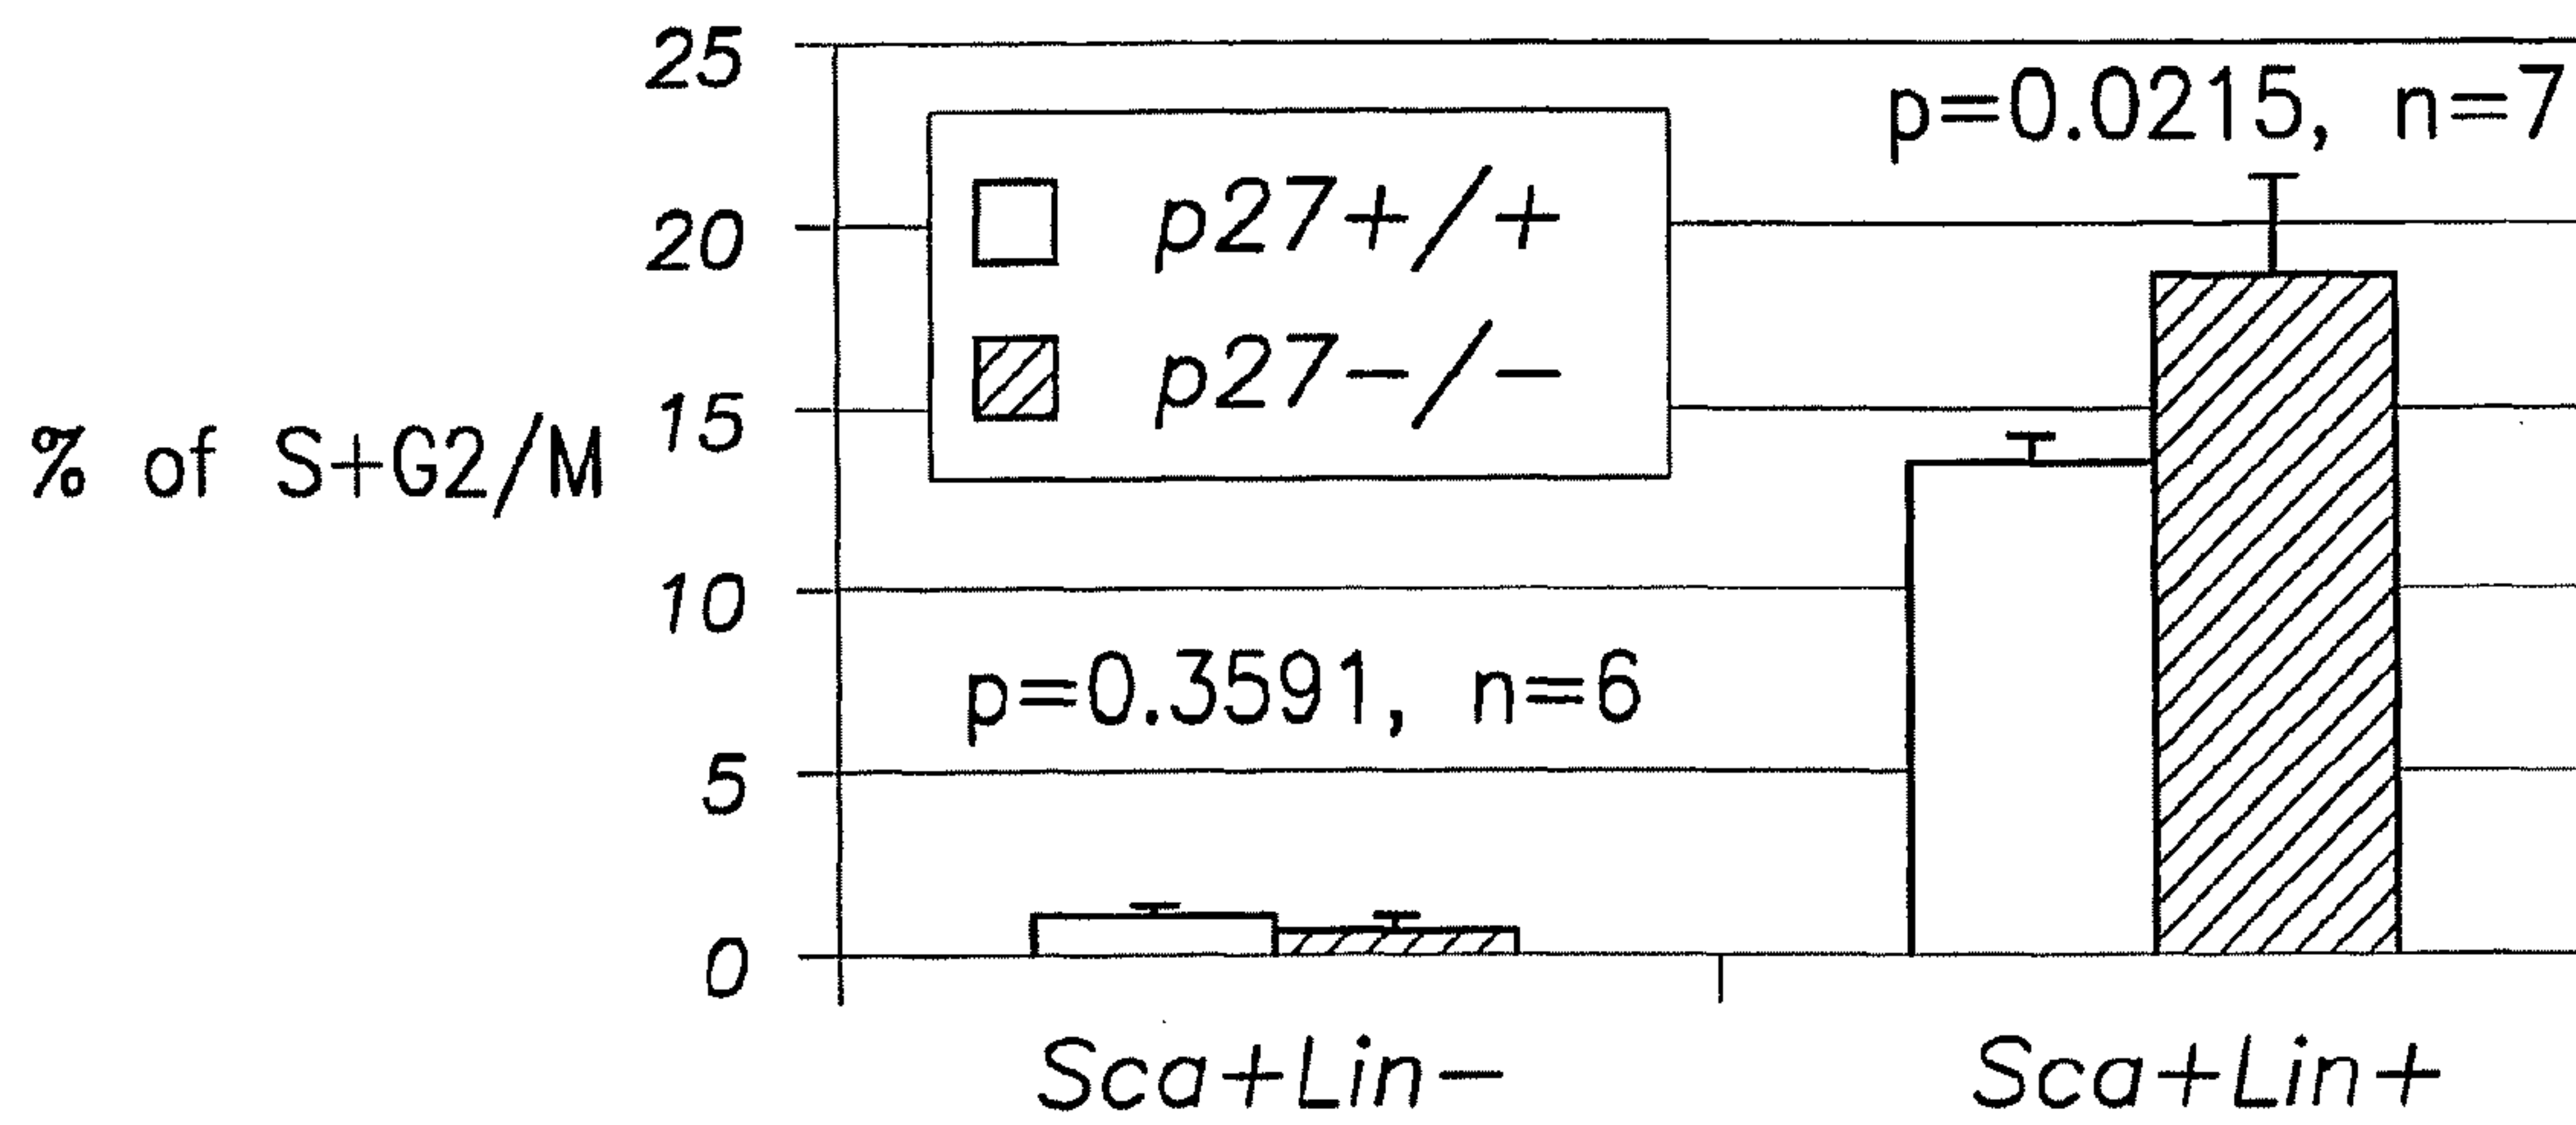 25
p=0.0215, n=7
p27+/+
20
p27-/-
15
% of S+G2/M
10
p=0.3591, n=6
5
0
Sca+Lin- Sca+Lin+